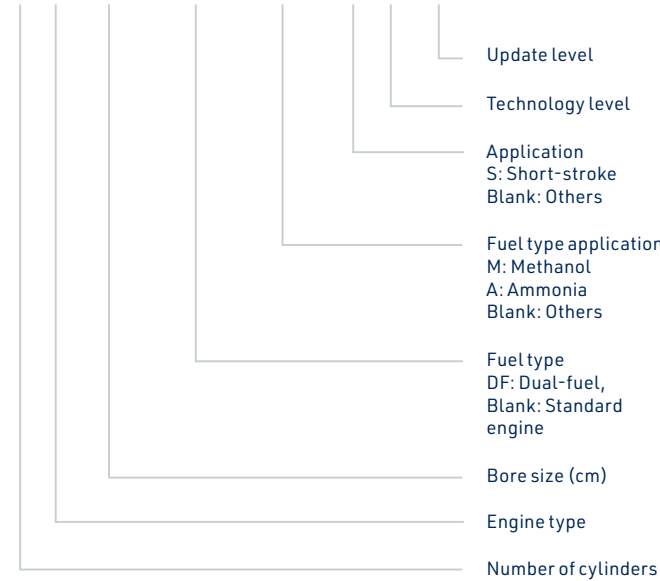 Update level
Technology level
Application
S: Short-stroke
Blank: Others
Fuel type application
M: Methanol
A: Ammonia
Blank: Others
Fuel type
DF: Dual-fuel,
Blank: Standard
engine
Bore size (cm)
Engine type
Number of cylinders